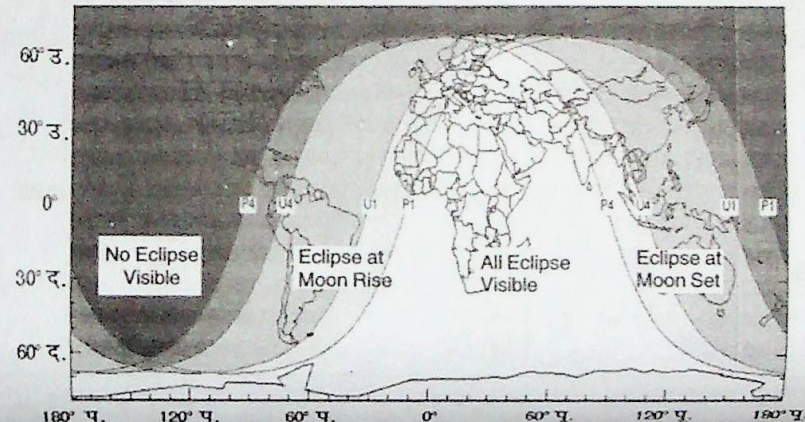 60° उ.
30° उ.
0°
P4 U4 U1 P1 P4 U4 U1 P1
No Eclipse
Visible
Eclipse at
Moon Rise
All Eclipse
Visible
Eclipse at
Moon Set
30° द.
60° द.
180° 120° 60° 0° 60° 120° 180°